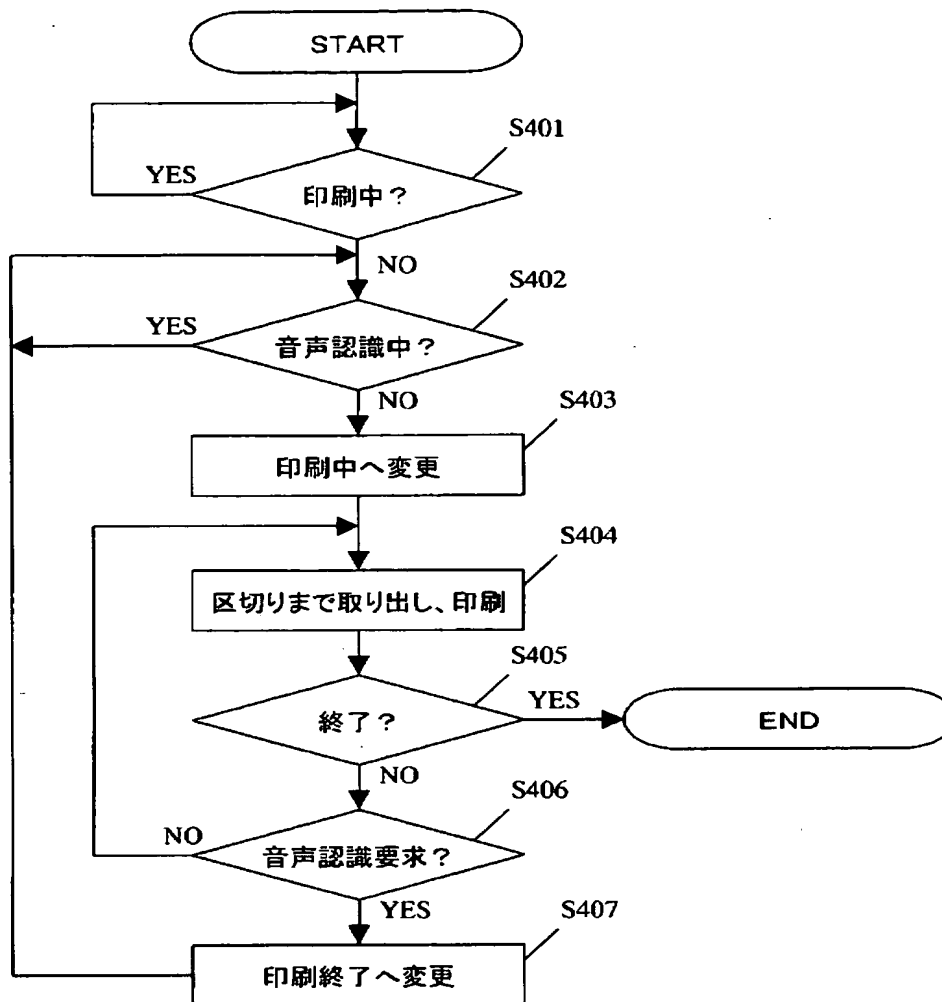 START
S401
YES
印刷中？
NO
S402
YES
音声認識中？
NO
S403
印刷中へ変更
S404
区切りまで取り出し、印刷
S405
YES
終了？
END
NO
S406
NO
音声認識要求？
YES
S407
印刷終了へ変更